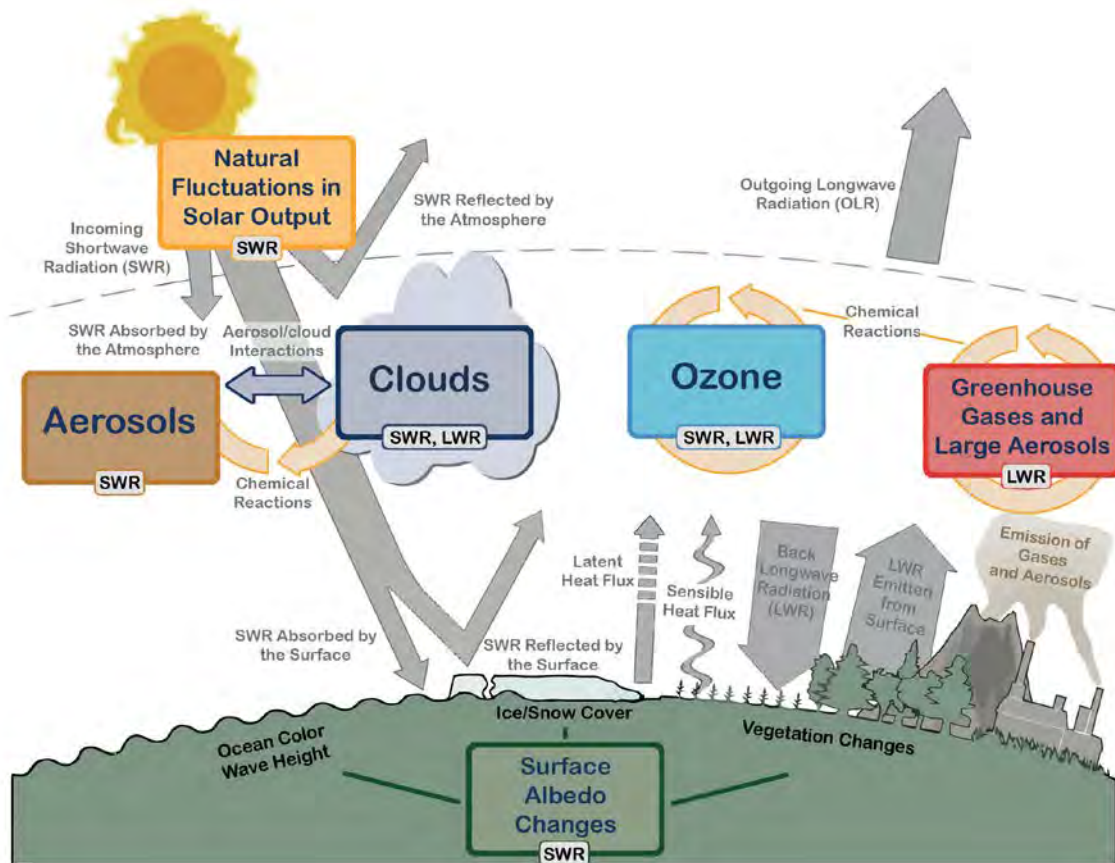 Natural
Fluctuations in
Solar Output
SWR
Incoming
Shortwave
Radiation (SWR)
SWR Reflected by
the Atmosphere
Outgoing Longwave
Radiation (OLR)
SWR Absorbed by
the Atmosphere
Aerosol/cloud
Interactions
Chemical
Reactions
Aerosols
SWR
Clouds
SWR, LWR
Ozone
SWR, LWR
Greenhouse
Gases and
Large Aerosols
LWR
Chemical
Reactions
Latent
Heat Flux
Sensible
Heat Flux
Back
Longwave
Radiation
(LWR)
LWR
Emitten
from
Surface
Emission of
Gases
and Aerosols
SWR Absorbed by
the Surface
SWR Reflected by
the Surface
Ocean Color
Wave Height
Ice/Snow Cover
Vegetation Changes
Surface
Albedo
Changes
SWR